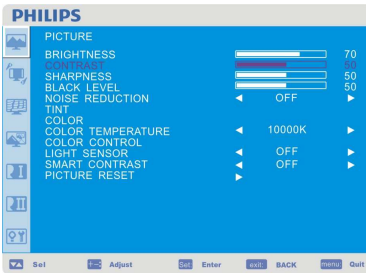 PHILIPS
PICTURE
BRIGHTNESS 70
CONTRAST 50
SHARPNESS 50
BLACK LEVEL 50
NOISE REDUCTION OFF
TINT
COLOR
COLOR TEMPERATURE 10000K
COLOR CONTROL
LIGHT SENSOR OFF
SMART CONTRAST OFF
PICTURE RESET
Sel +-: Adjust Set Enter exit: BACK menu: Quit